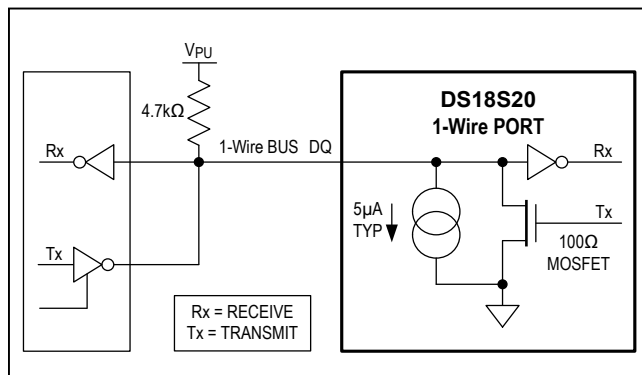 VPU
4.7kΩ
Rx
1-Wire BUS DQ
Tx
Rx = RECEIVE
Tx = TRANSMIT
DS18S20
1-Wire PORT
Rx
5µA
TYP
Tx
100Ω
MOSFET